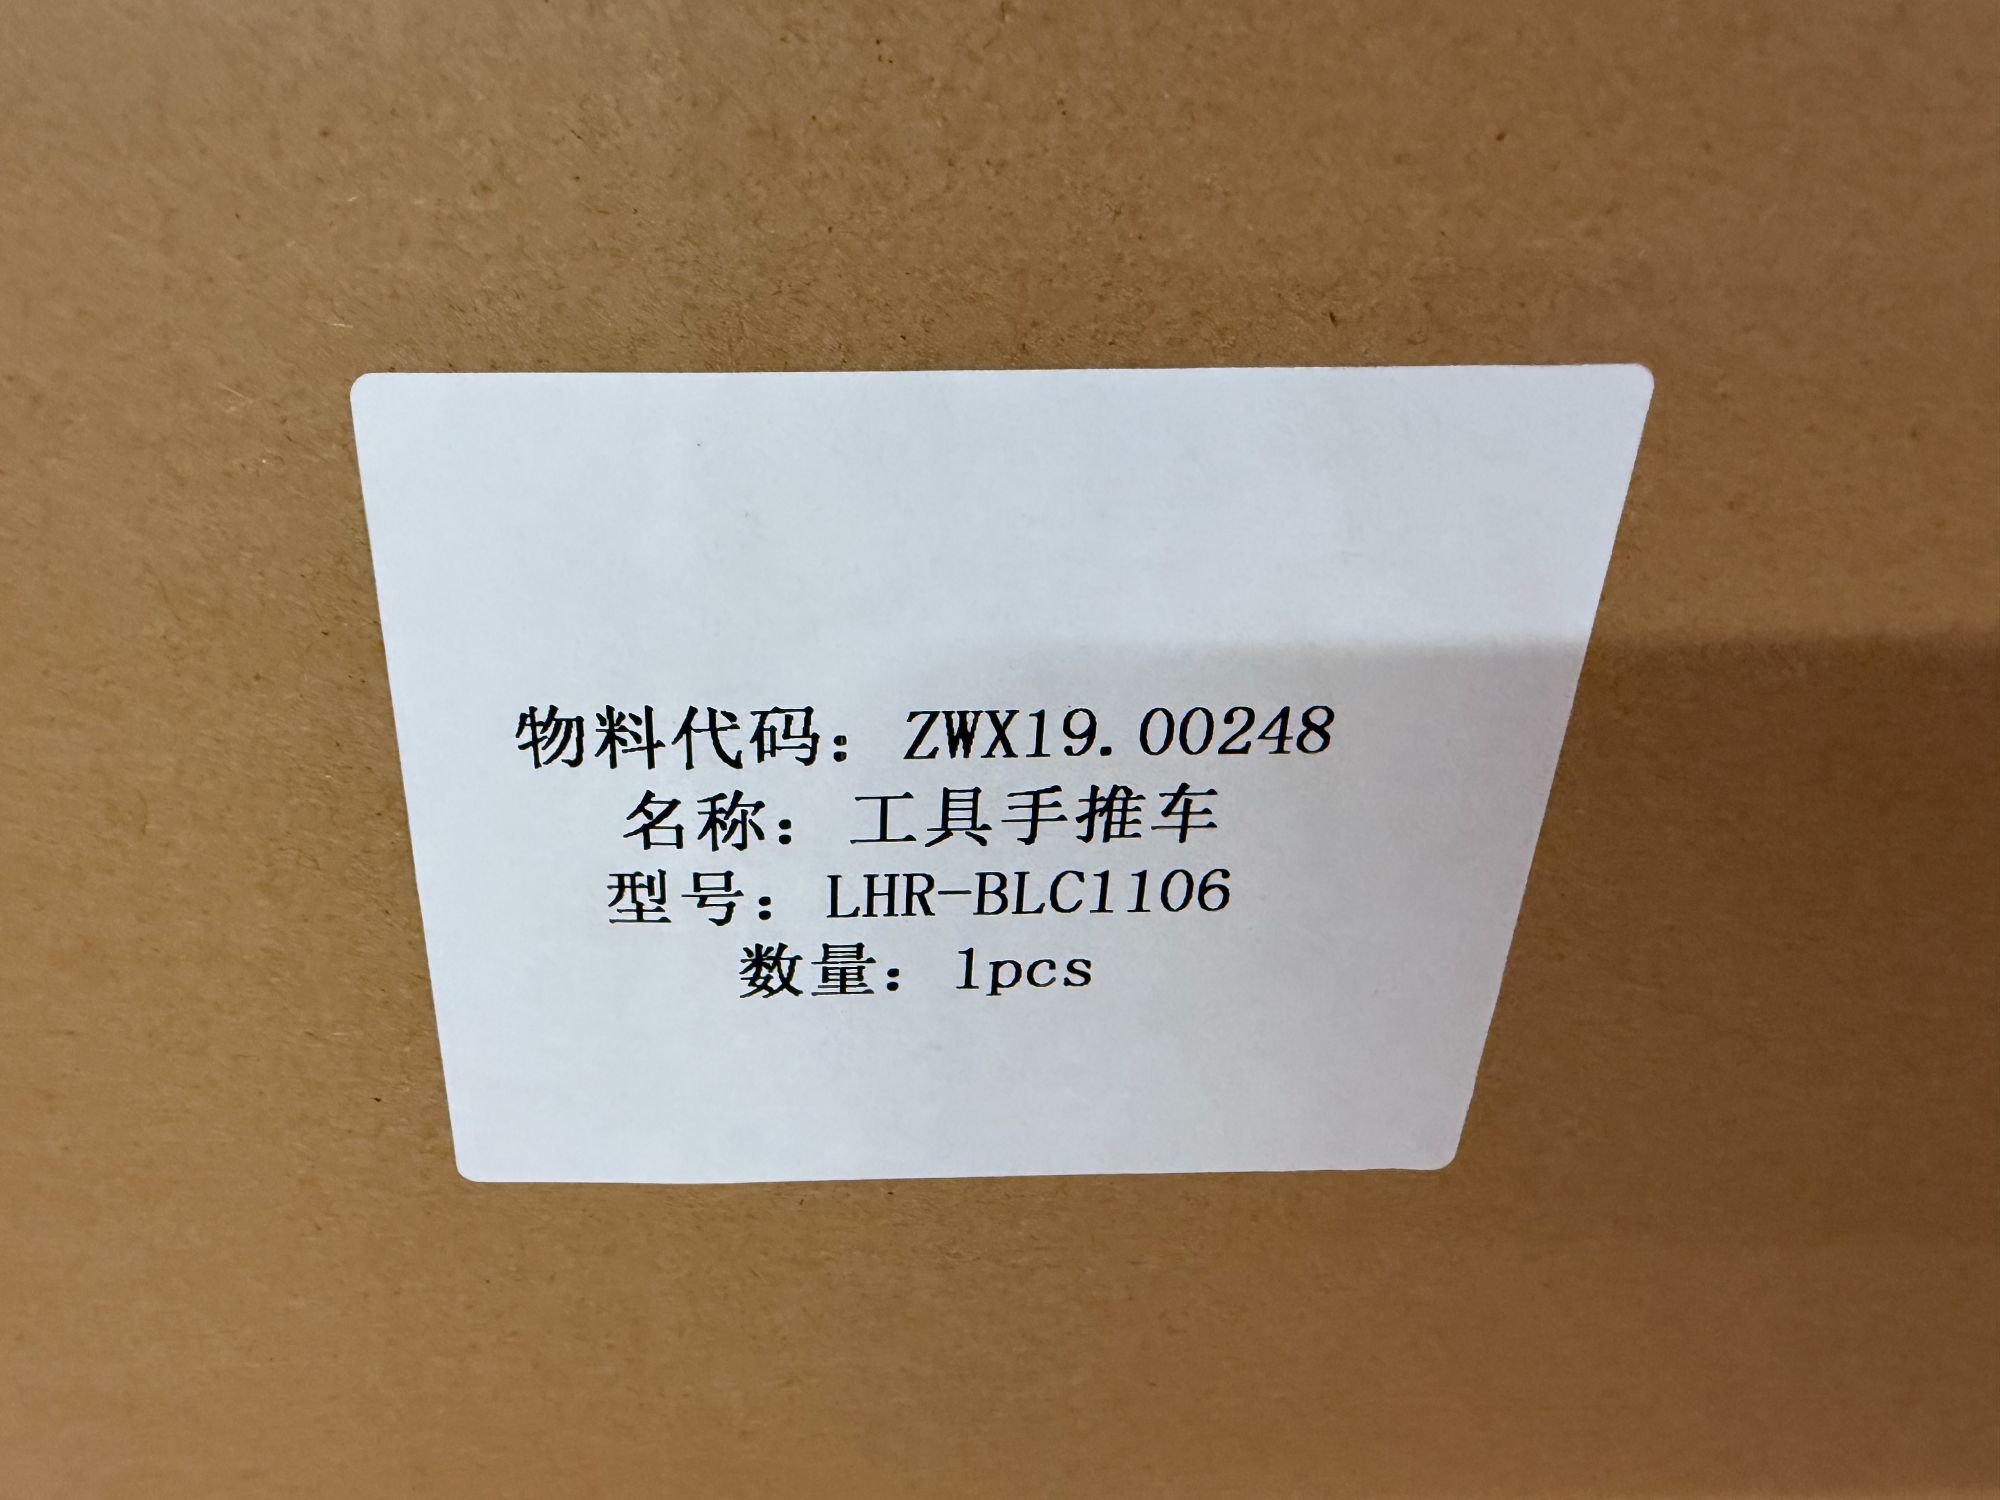 物料代码：ZWX19.00248
名称：工具手推车
型号：LHR-BLC1106
数量：1pcs